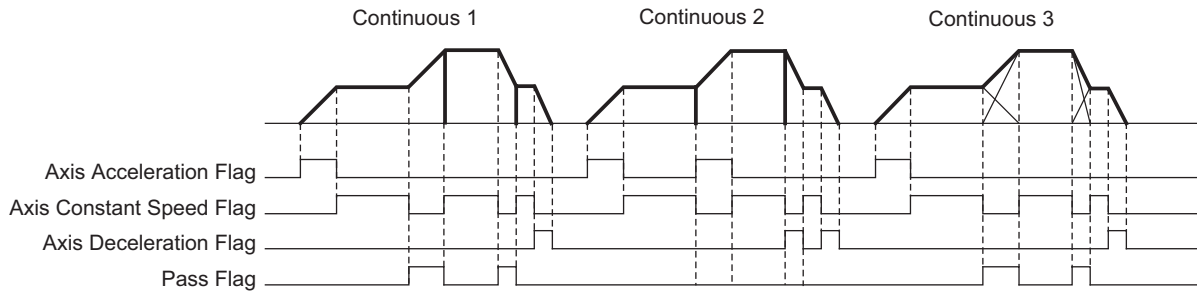 Continuous 1
Continuous 2
Continuous 3
Axis Acceleration Flag
Axis Constant Speed Flag
Axis Deceleration Flag
Pass Flag